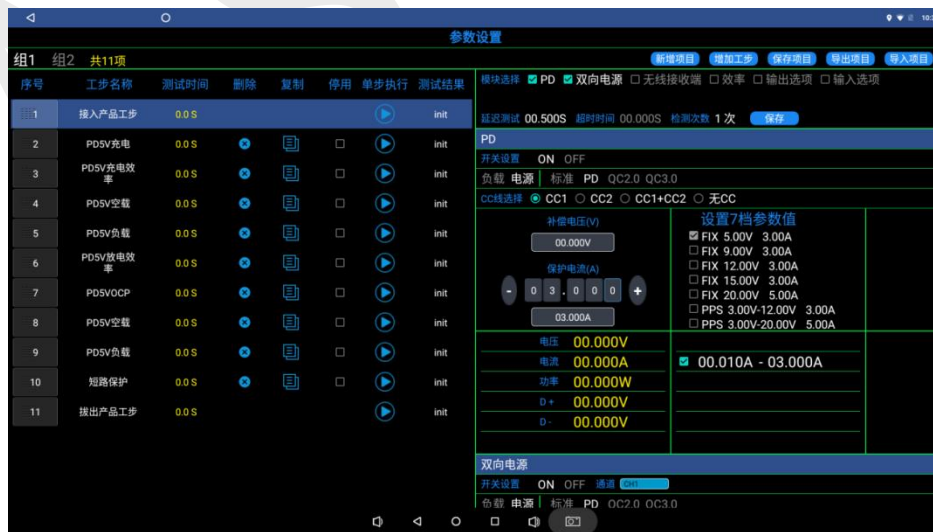 10:
参数设置
组1 组2 共11项 新增项目 增加工步 保存项目 导出项目 导入项目
序号 工步名称 测试时间 删除 复制 停用 单步执行 测试结果
1 接入产品工步 0.0 S init
2 PD5V充电 0.0 S init
3 PD5V充电效率 0.0 S init
4 PD5V空载 0.0 S init
5 PD5V负载 0.0 S init
6 PD5V放电效率 0.0 S init
7 PD5VOCP 0.0 S init
8 PD5V空载 0.0 S init
9 PD5V负载 0.0 S init
10 短路保护 0.0 S init
11 拔出产品工步 0.0 S init
模块选择 PD 双向电源 无线接收端 效率 输出选项 输入选项
延迟测试 00.500S 超时时间 00.000S 检测次数 1 次 保存
PD
开关设置 ON OFF
负载 电源 标准 PD QC2.0 QC3.0
CC线选择 CC1 CC2 CC1+CC2 无CC
补偿电压(V)
00.000V
保护电流(A)
- 0 3 . 0 0 0 +
03.000A
设置7档参数值
FIX 5.00V 3.00A
FIX 9.00V 3.00A
FIX 12.00V 3.00A
FIX 15.00V 3.00A
FIX 20.00V 5.00A
PPS 3.00V-12.00V 3.00A
PPS 3.00V-20.00V 5.00A
电压 00.000V
电流 00.000A 00.010A - 03.000A
功率 00.000W
D+ 00.000V
D- 00.000V
双向电源
开关设置 ON OFF 通道 CH1
负载 电源 标准 PD QC2.0 QC3.0